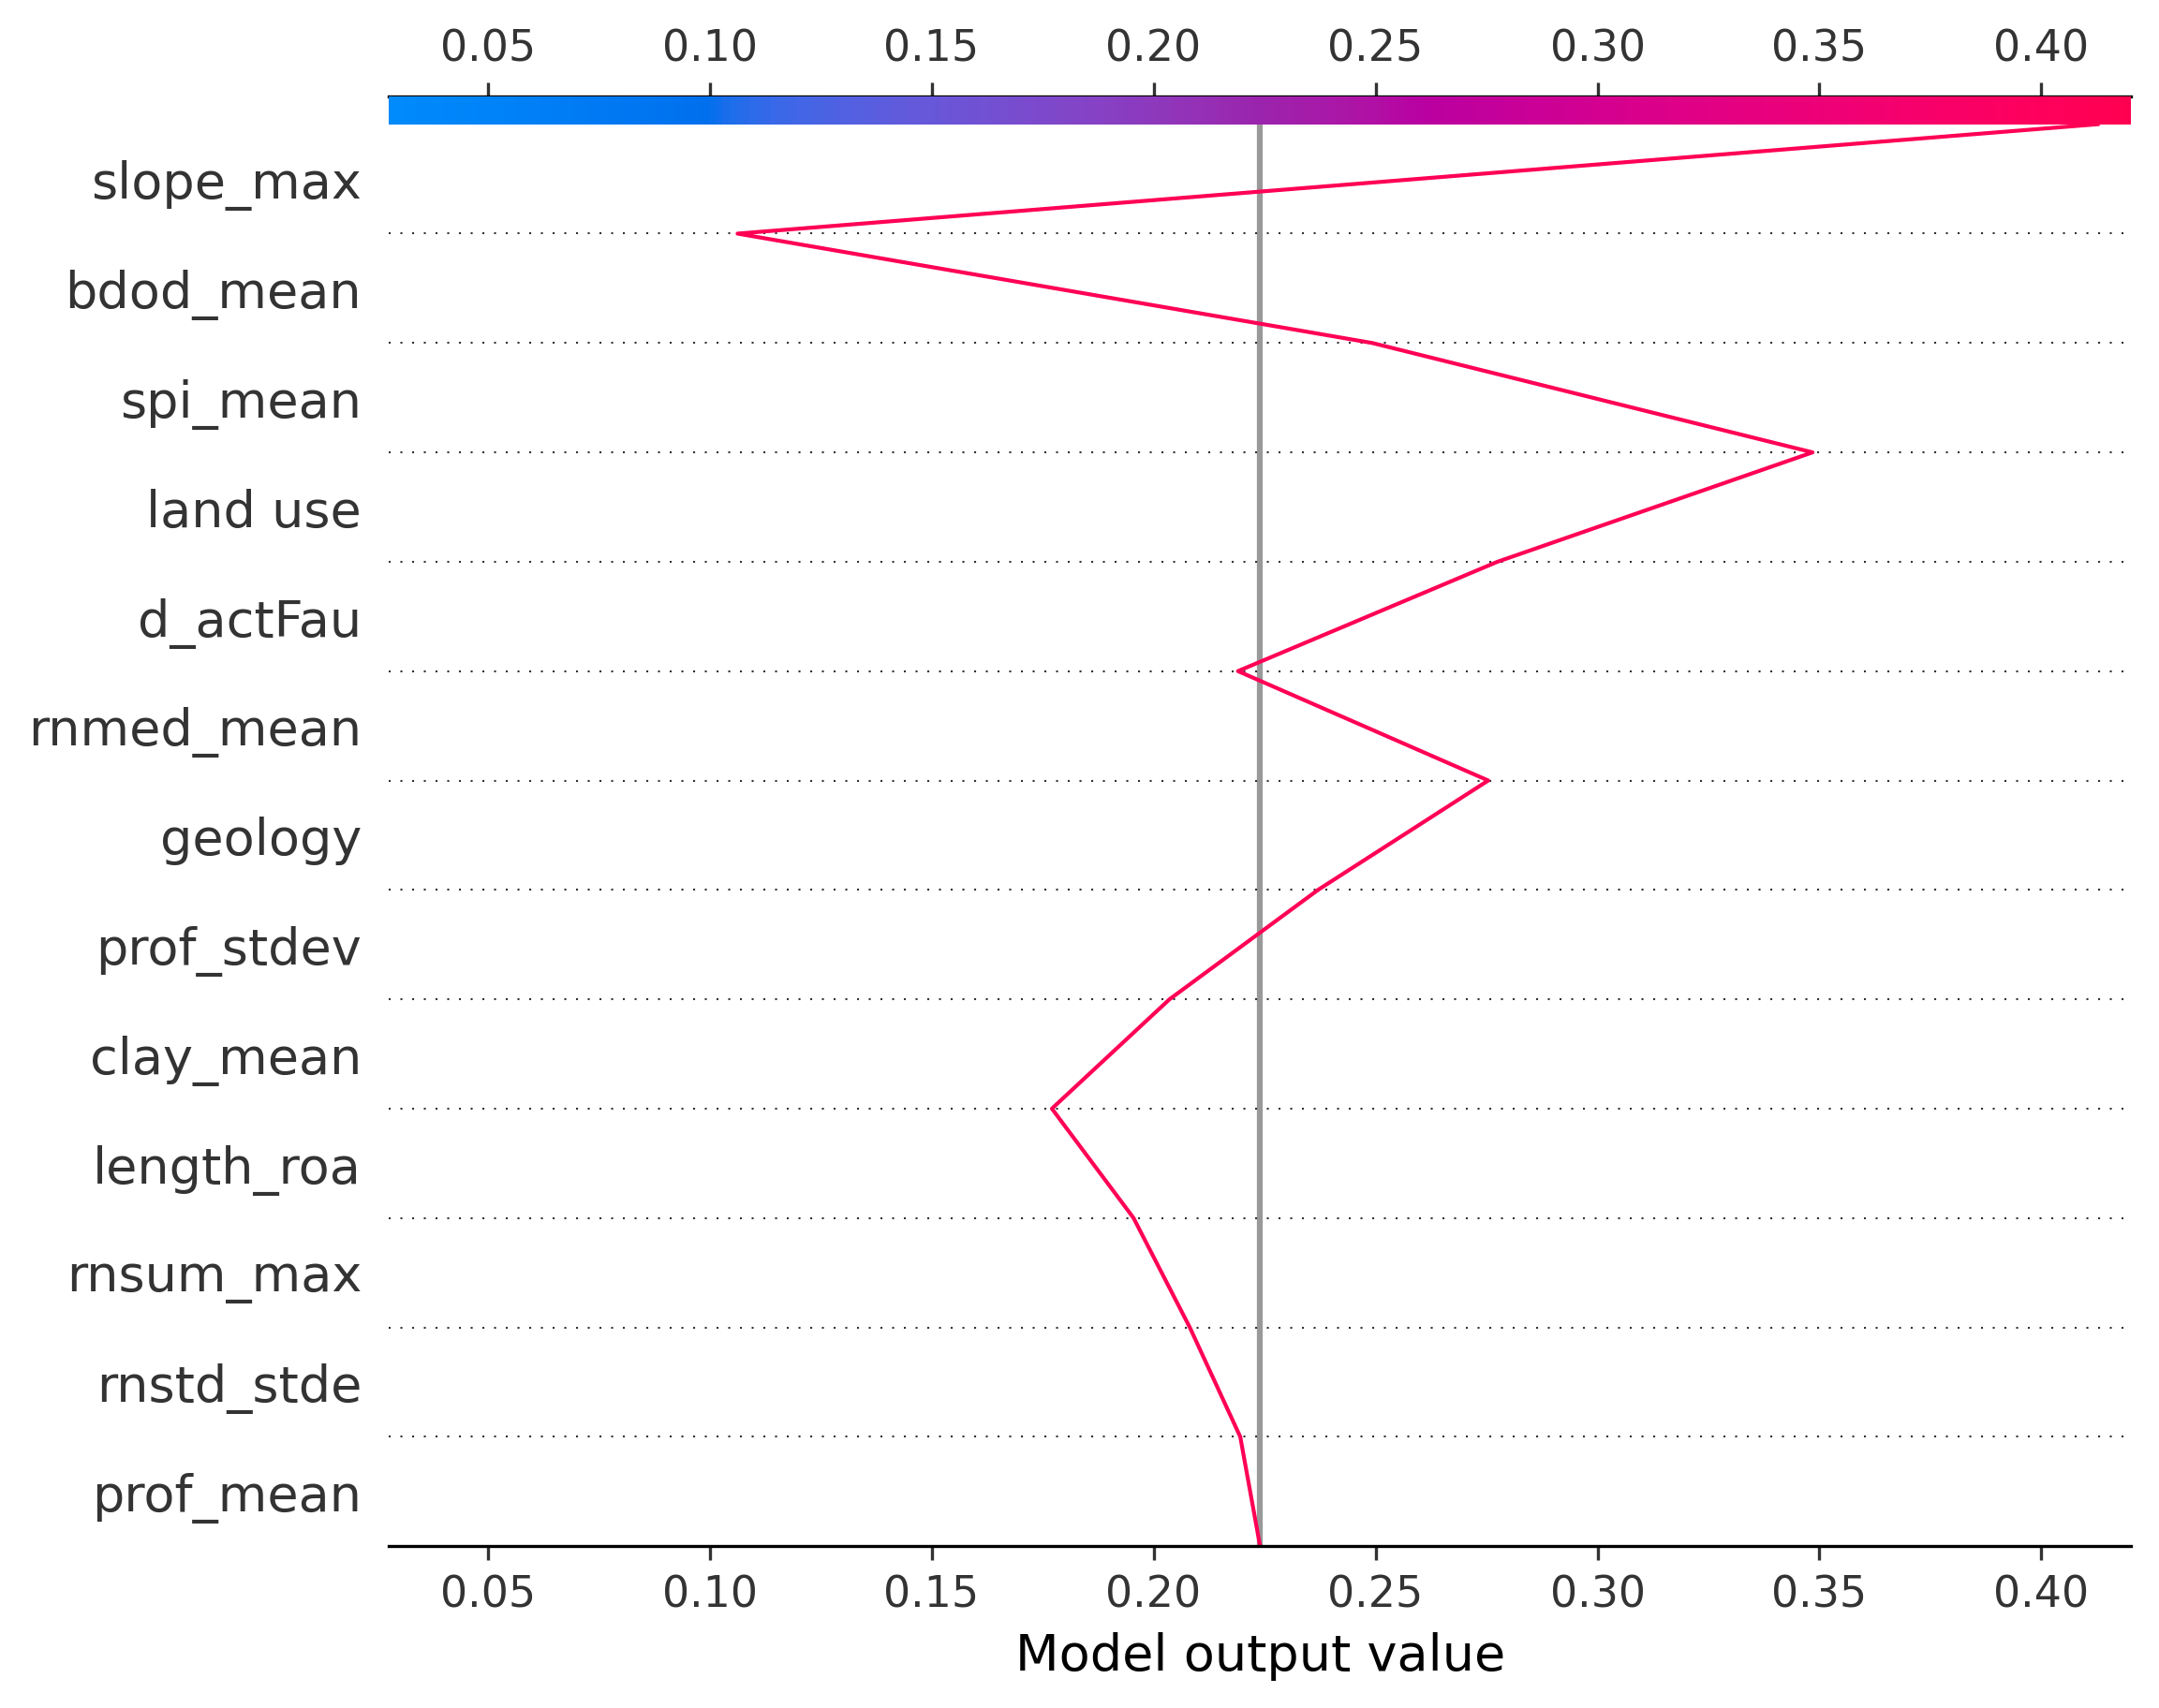 0.05 0.10 0.15 0.20 0.25 0.30 0.35 0.40
slope_max
bdod_mean
spi_mean
land use
d_actFau
rnmed_mean
geology
prof_stdev
clay_mean
length_roa
rnsum_max
rnstd_stde
prof_mean
0.05 0.10 0.15 0.20 0.25 0.30 0.35 0.40
Model output value